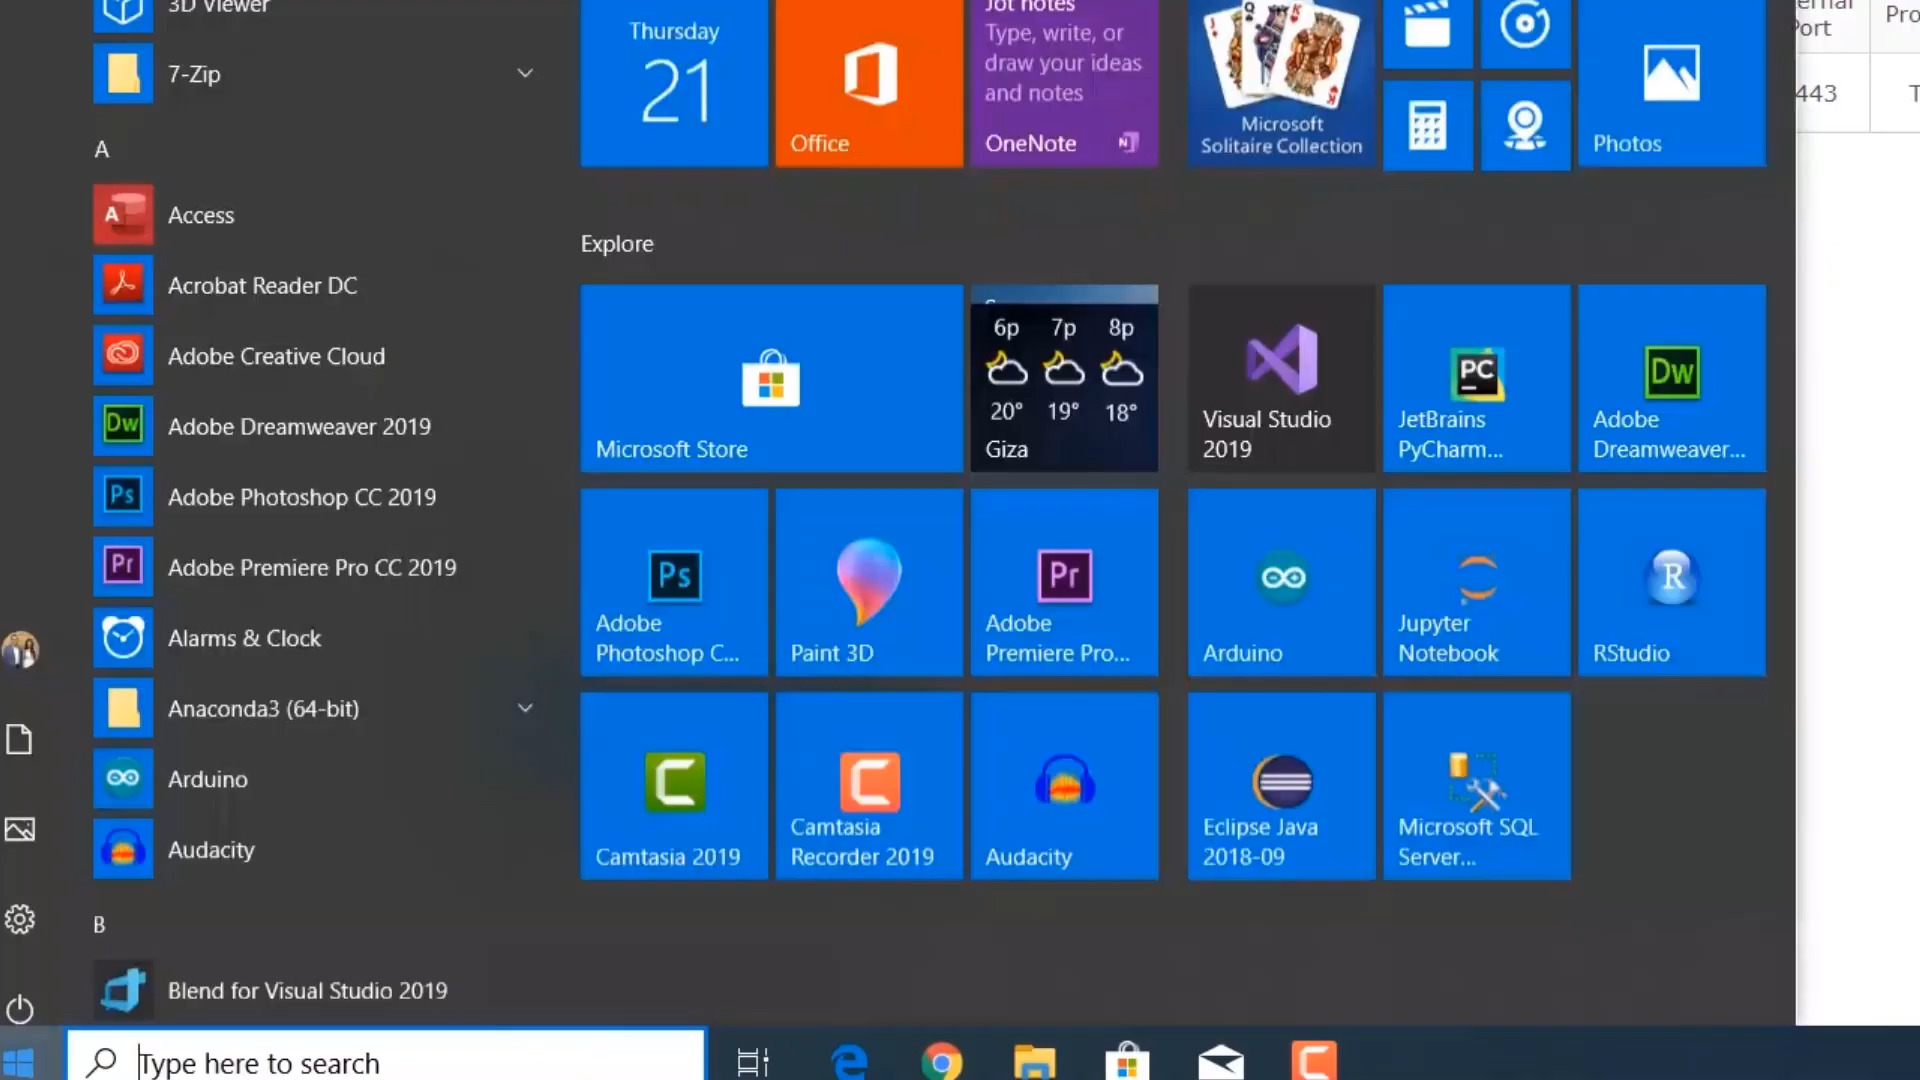 3D Viewer
7-Zip
A
Access
Acrobat Reader DC
Adobe Creative Cloud
Adobe Dreamweaver 2019
Adobe Photoshop CC 2019
Adobe Premiere Pro CC 2019
Alarms & Clock
Anaconda3 (64-bit)
Arduino
Audacity
B
Blend for Visual Studio 2019
Type here to search
Thursday
21
Office
Jot notes
Type, write, or
draw your ideas
and notes
OneNote
Microsoft
Solitaire Collection
Photos
Explore
Microsoft Store
6p 7p 8p
20° 19° 18°
Giza
Visual Studio
2019
PC
JetBrains
PyCharm...
Dw
Adobe
Dreamweaver...
Ps
Adobe
Photoshop C...
Paint 3D
Pr
Adobe
Premiere Pro...
Arduino
Jupyter
Notebook
R
RStudio
Camtasia 2019
Camtasia
Recorder 2019
Audacity
Eclipse Java
2018-09
Microsoft SQL
Server...
Port
443